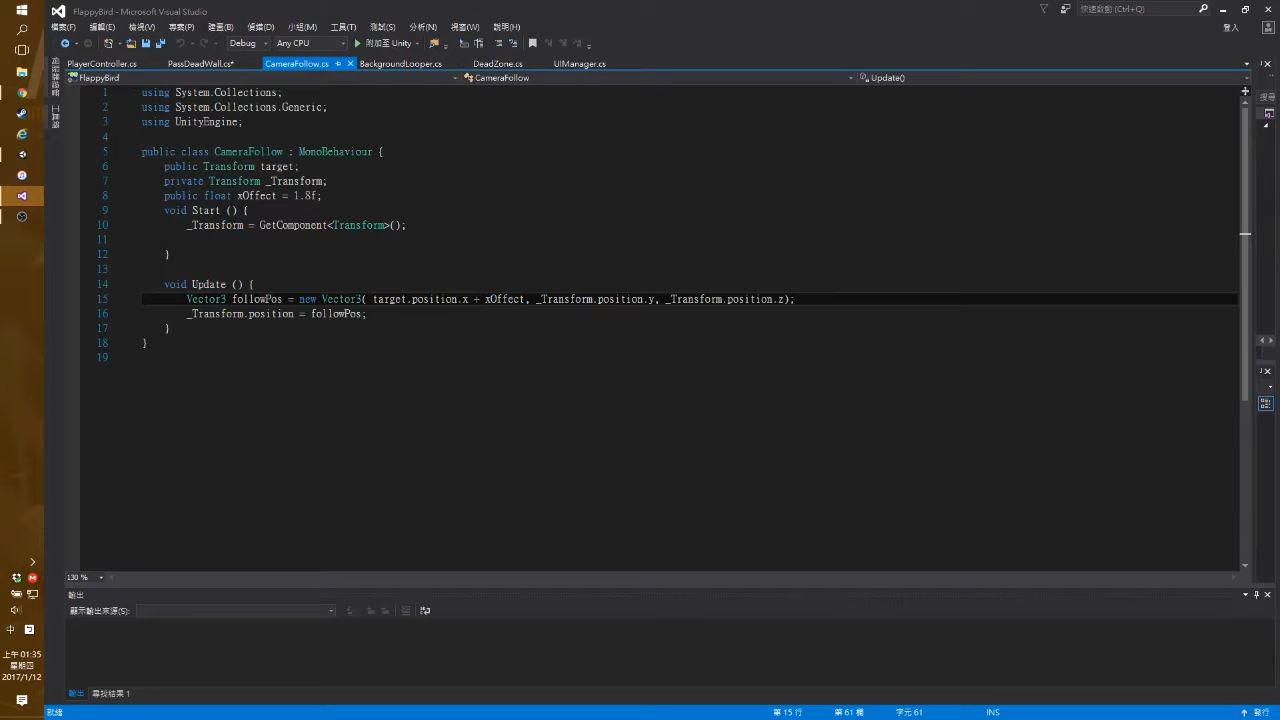 FlappyBird - Microsoft Visual Studio
快速啟動 (Ctrl+Q)
檔案(F) 編輯(E) 檢視(V) 專案(P) 建置(B) 偵錯(D) 小組(M) 工具(T) 測試(S) 分析(N) 視窗(W) 說明(H)
登入
Debug Any CPU 附加至 Unity
PlayerController.cs PassDeadWall.cs* CameraFollow.cs BackgroundLooper.cs DeadZone.cs UIManager.cs
FlappyBird CameraFollow Update()
1 using System.Collections;
2 using System.Collections.Generic;
3 using UnityEngine;
4
5 public class CameraFollow : MonoBehaviour {
6 public Transform target;
7 private Transform _Transform;
8 public float xOffect = 1.8f;
9 void Start () {
10 _Transform = GetComponent<Transform>();
11
12 }
13
14 void Update () {
15 Vector3 followPos = new Vector3( target.position.x + xOffect, _Transform.position.y, _Transform.position.z);
16 _Transform.position = followPos;
17 }
18 }
19
130 %
輸出
顯示輸出來源(S):
輸出 尋找結果 1
就緒 第 15 行 第 61 欄 字元 61 INS 發行
搜尋
工具箱
中
上午 01:35
星期四
2017/1/12